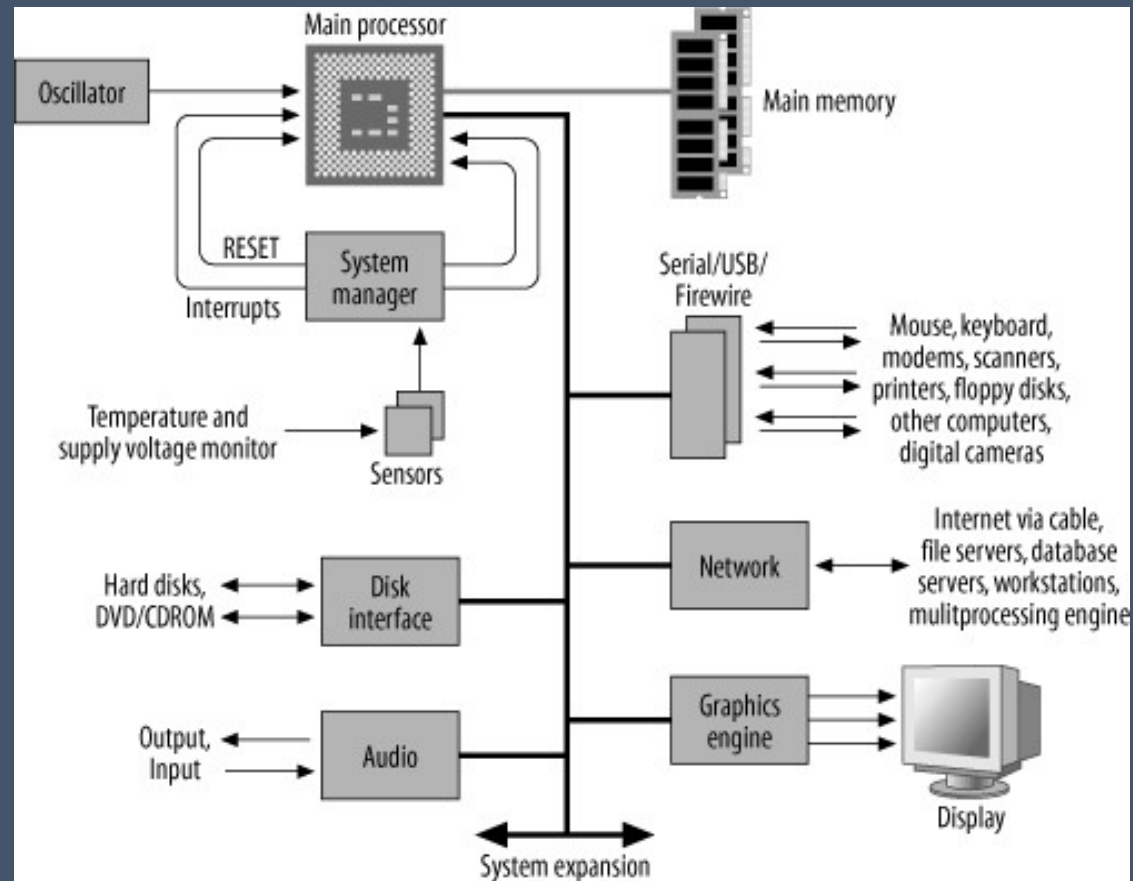 Main processor
Oscillator
Main memory
RESET
System
manager
Interrupts
Serial/USB/
Firewire
Mouse, keyboard,
modems, scanners,
printers, floppy disks,
other computers,
digital cameras
Temperature and
supply voltage monitor
Sensors
Hard disks,
DVD/CDROM
Disk
interface
Network
Internet via cable,
file servers, database
servers, workstations,
mulitprocessing engine
Output,
Input
Audio
Graphics
engine
Display
System expansion